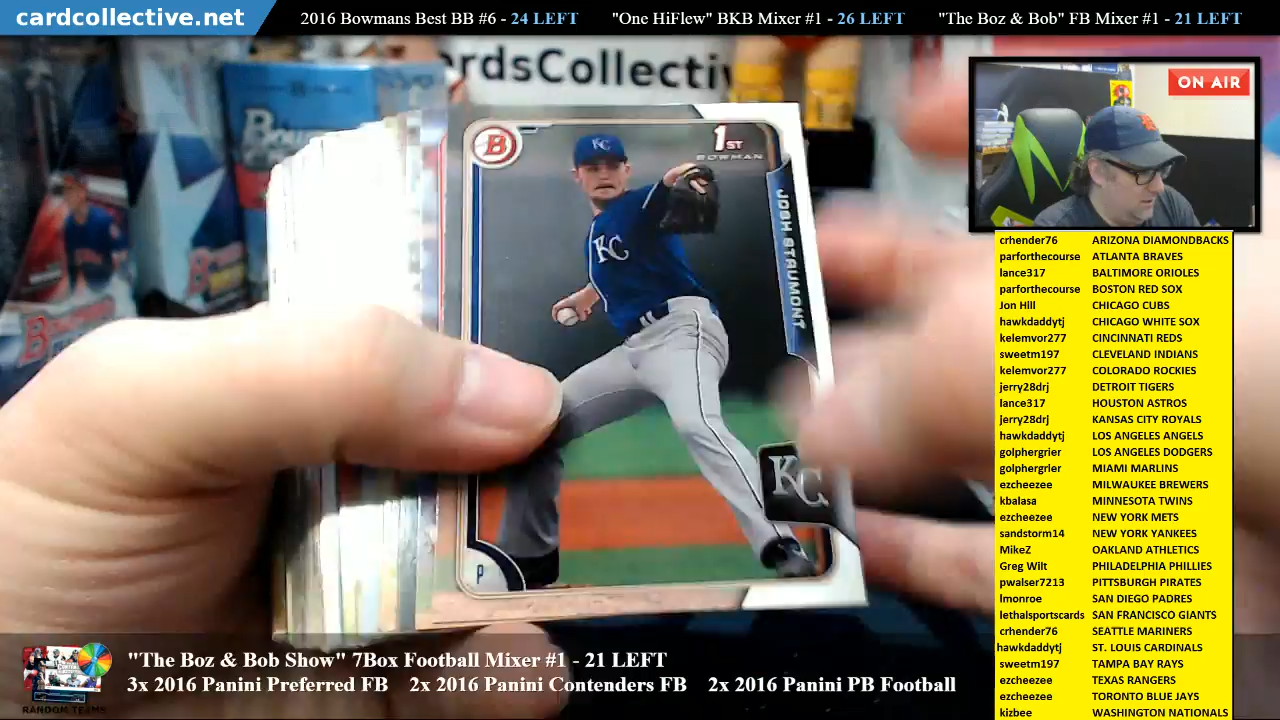 cardcollective.net
2016 Bowmans Best BB #6 - 24 LEFT "One HiFlew" BKB Mixer #1 - 26 LEFT "The Boz & Bob" FB Mixer #1 - 21 LEFT
rdsCollectiv
ON AIR
B
1ST
BOWMAN
KC
JOSH STAUMONT
KC
KC
P
crhender76 ARIZONA DIAMONDBACKS
parforthecourse ATLANTA BRAVES
lance317 BALTIMORE ORIOLES
parforthecourse BOSTON RED SOX
Jon Hill CHICAGO CUBS
hawkdaddytj CHICAGO WHITE SOX
kelemvor277 CINCINNATI REDS
sweetm197 CLEVELAND INDIANS
kelemvor277 COLORADO ROCKIES
jerry28drj DETROIT TIGERS
lance317 HOUSTON ASTROS
jerry28drj KANSAS CITY ROYALS
hawkdaddytj LOS ANGELES ANGELS
golphergrier LOS ANGELES DODGERS
golphergrier MIAMI MARLINS
ezcheezee MILWAUKEE BREWERS
kbalasa MINNESOTA TWINS
ezcheezee NEW YORK METS
sandstorm14 NEW YORK YANKEES
MikeZ OAKLAND ATHLETICS
Greg Wilt PHILADELPHIA PHILLIES
pwalser7213 PITTSBURGH PIRATES
lmonroe SAN DIEGO PADRES
lethalsportscards SAN FRANCISCO GIANTS
crhender76 SEATTLE MARINERS
hawkdaddytj ST. LOUIS CARDINALS
sweetm197 TAMPA BAY RAYS
ezcheezee TEXAS RANGERS
ezcheezee TORONTO BLUE JAYS
kizbee WASHINGTON NATIONALS
"The Boz & Bob Show" 7Box Football Mixer #1 - 21 LEFT
3x 2016 Panini Preferred FB 2x 2016 Panini Contenders FB 2x 2016 Panini PB Football
RANDOM TEAMS